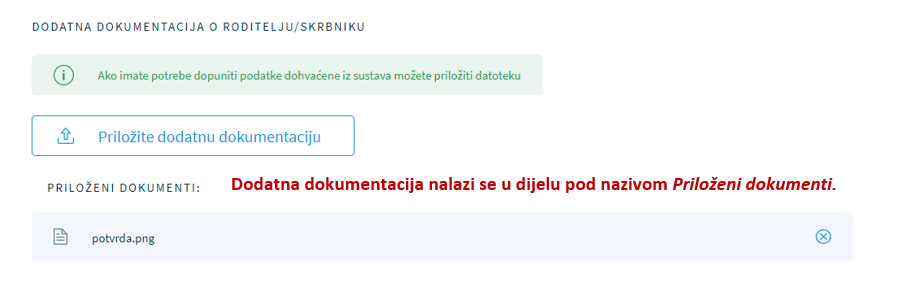 DODATNA DOKUMENTACIJA O RODITELJU/SKRBNIKU
Ako imate potrebe dopuniti podatke dohvaćene iz sustava možete priložiti datoteku
Priložite dodatnu dokumentaciju
PRILOŽENI DOKUMENTI: Dodatna dokumentacija nalazi se u dijelu pod nazivom Priloženi dokumenti.
potvrda.png